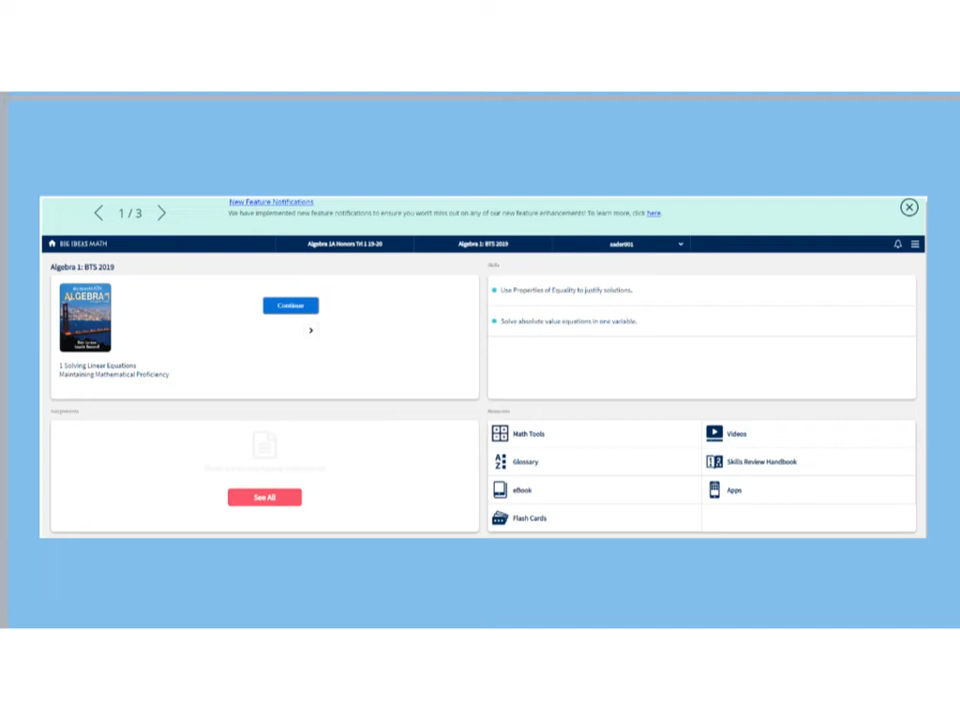 New Feature Notifications
1 / 3
We have implemented new feature notifications to ensure you won't miss out on any of our new feature enhancements! To learn more, click here.
BIG IDEAS MATH
Algebra 1A Honors Tri 1 19-20
Algebra 1: BTS 2019
sader001
Algebra 1: BTS 2019
ALGEBRA 1
Continue
1 Solving Linear Equations
Maintaining Mathematical Proficiency
Skills
Use Properties of Equality to justify solutions.
Solve absolute value equations in one variable.
Assignments
See All
Resources
Math Tools
Videos
Glossary
Skills Review Handbook
eBook
Apps
Flash Cards